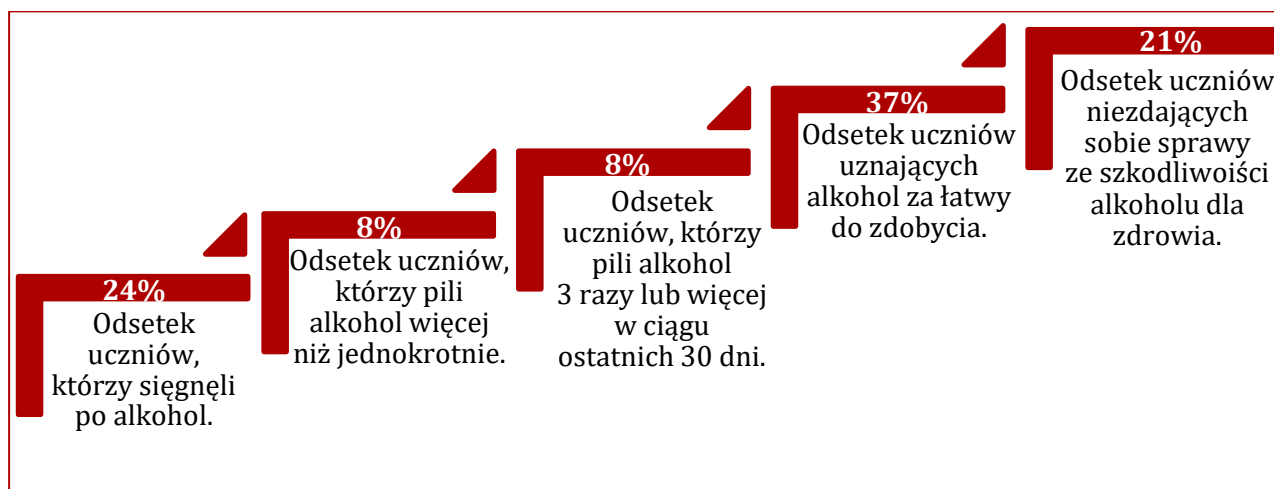 24%
Odsetek
uczniów,
którzy sięgnęli
po alkohol.
8%
Odsetek uczniów,
którzy pili
alkohol więcej
niż jednokrotnie.
8%
Odsetek
uczniów, którzy
pili alkohol
3 razy lub więcej
w ciągu
ostatnich 30 dni.
37%
Odsetek uczniów
uznających
alkohol za łatwy
do zdobycia.
21%
Odsetek uczniów
niezdających
sobie sprawy
ze szkodliwoiści
alkoholu dla
zdrowia.